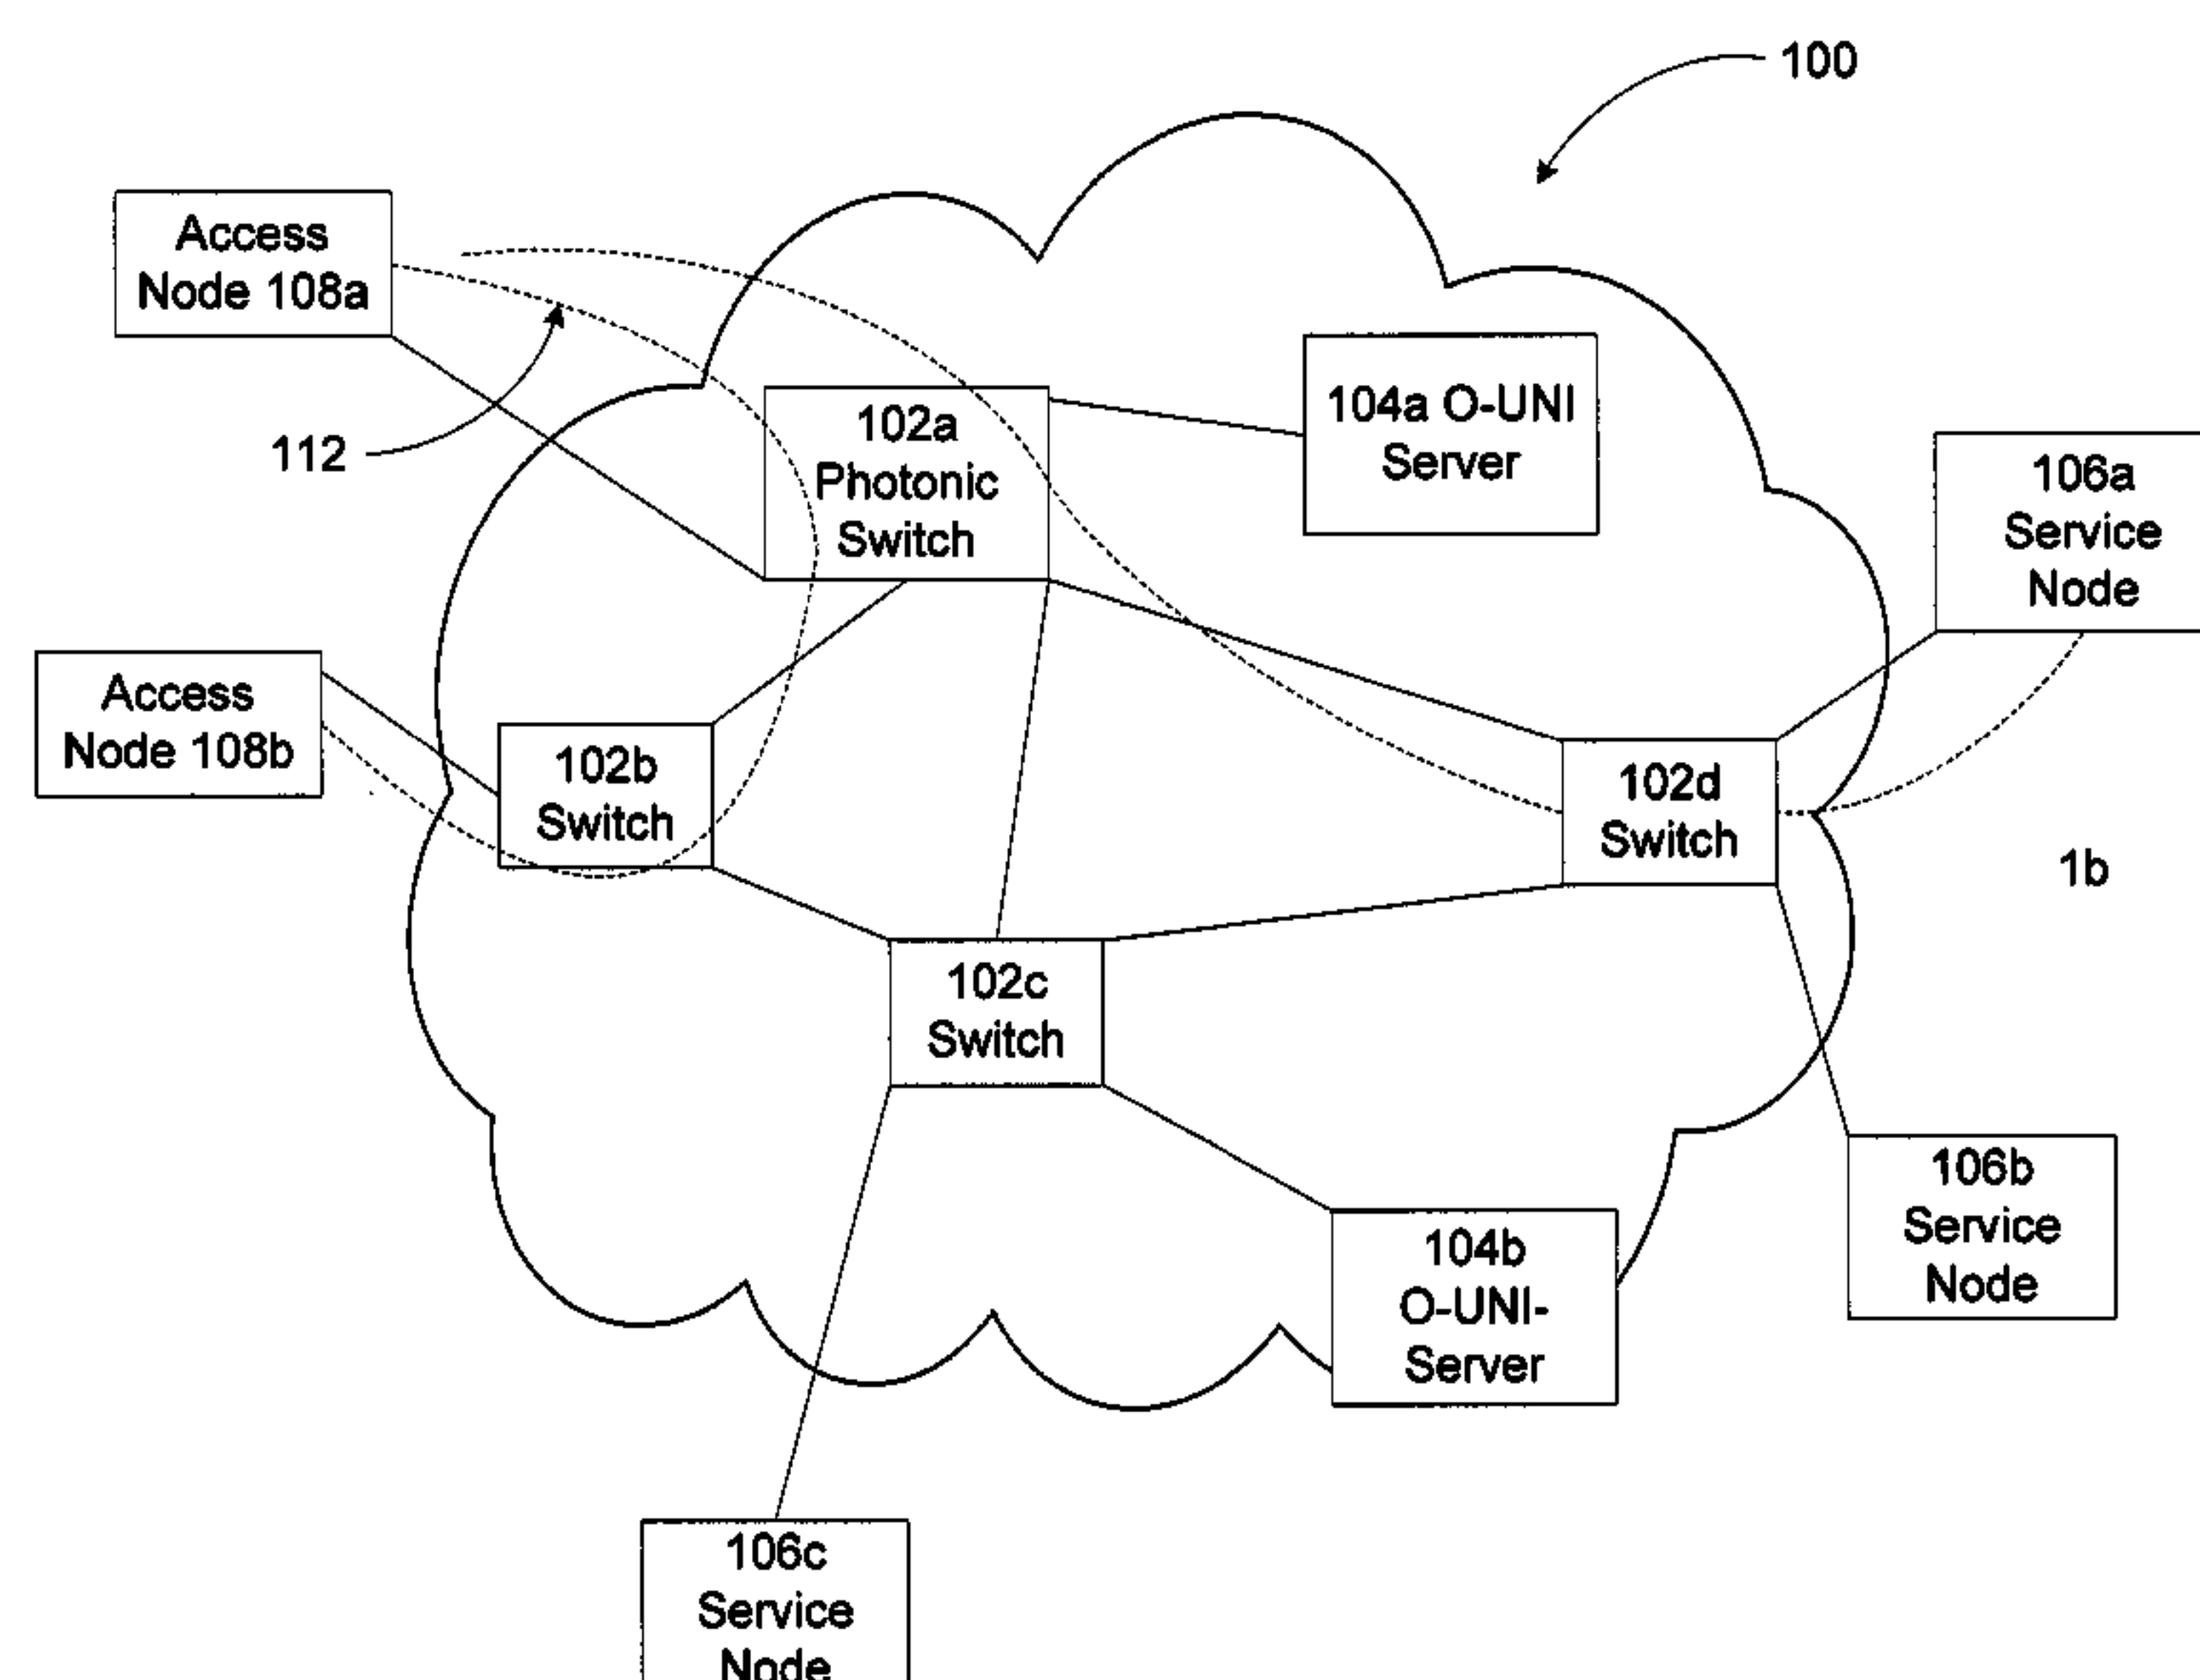 100
Access
Node 108a
112
102a
Photonic
Switch
104a O-UNI
Server
106a
Service
Node
Access
Node 108b
102b
Switch
102d
Switch
1b
102c
Switch
104b
O-UNI-
Server
106b
Service
Node
106c
Service
Node